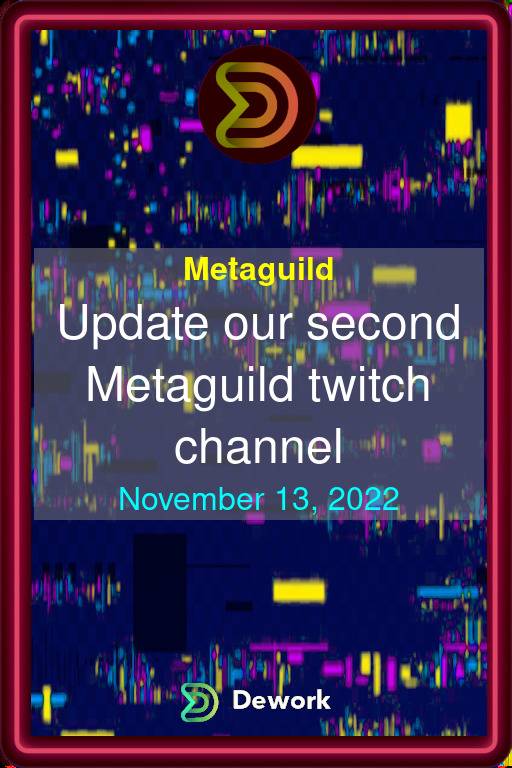 Metaguild
Update our second
Metaguild twitch
channel
November 13, 2022
Dework